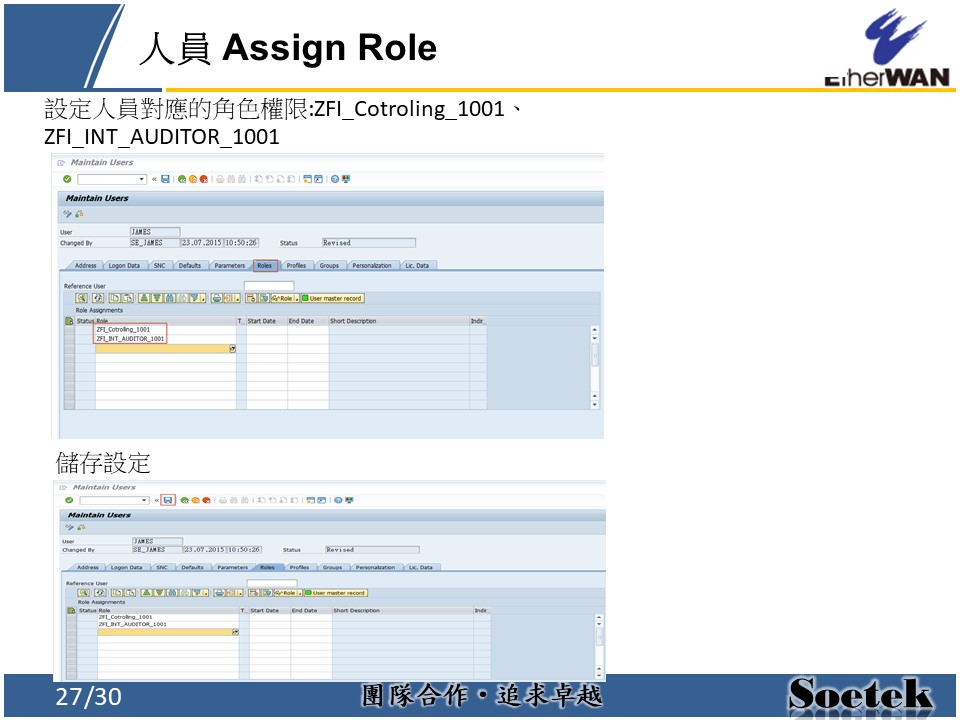 人員 Assign Role
EtherWAN
設定人員對應的角色權限:ZFI_Cotroling_1001、
ZFI_INT_AUDITOR_1001
Maintain Users
Maintain Users
User JAMES
Changed By SE_JAMES 23.07.2015 10:50:26 Status Revised
Address Logon Data SNC Defaults Parameters Roles Profiles Groups Personalization Lic. Data
Reference User
Role User master record
Role Assignments
Status Role T... Start Date End Date Short Description Indir...
ZFI_Cotroling_1001
ZFI_INT_AUDITOR_1001
儲存設定
Maintain Users
Maintain Users
User JAMES
Changed By SE_JAMES 23.07.2015 10:50:26 Status Revised
Address Logon Data SNC Defaults Parameters Roles Profiles Groups Personalization Lic. Data
Reference User
Role User master record
Role Assignments
Status Role T... Start Date End Date Short Description Indir...
ZFI_Cotroling_1001
ZFI_INT_AUDITOR_1001
27/30
團隊合作・追求卓越
Soetek